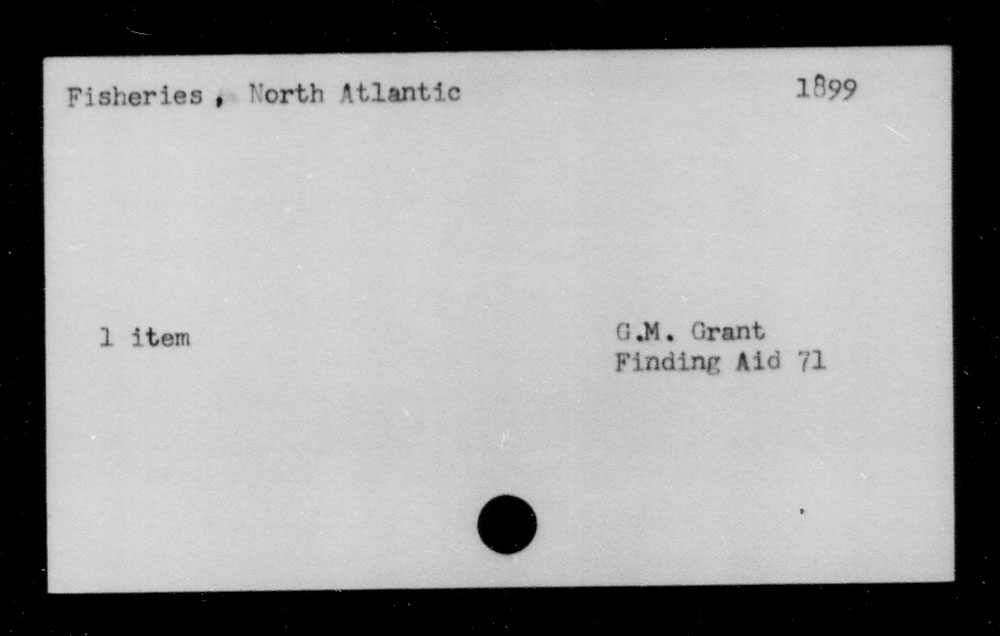 Fisheries, North Atlantic 1899
1 item G.M. Grant
Finding Aid 71